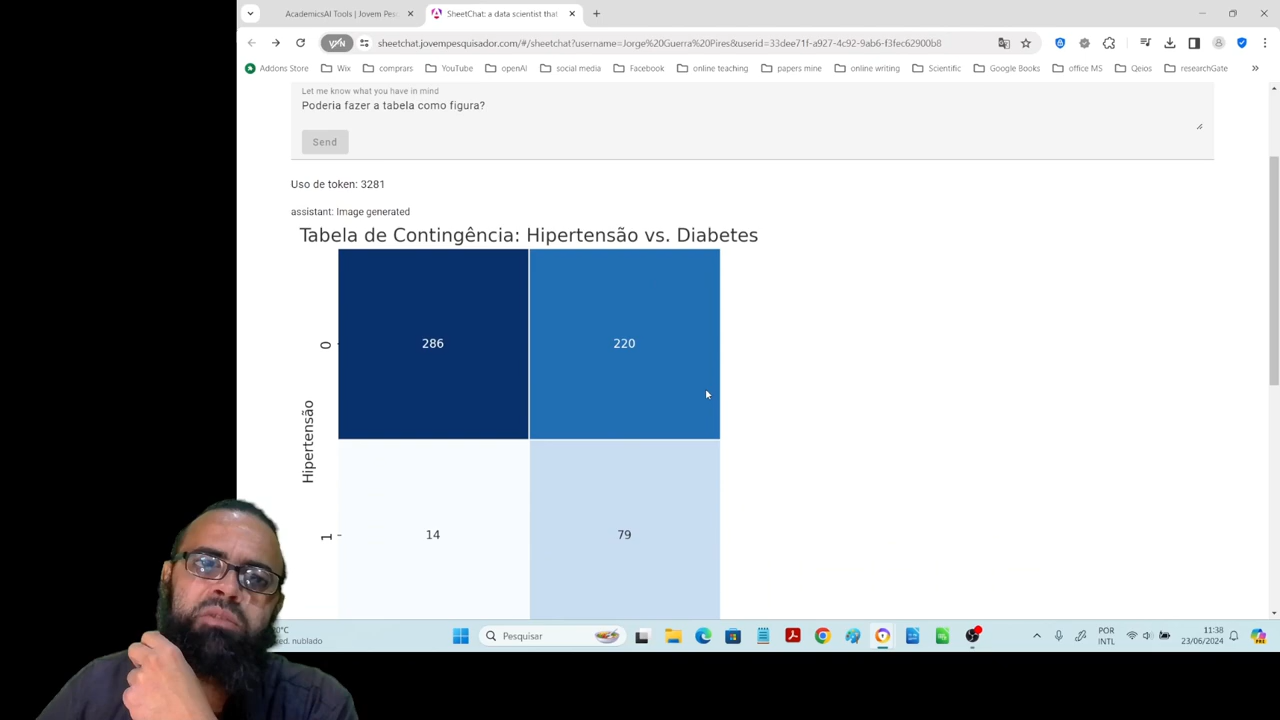 AcademicsAI Tools | Jovem Pes
SheetChat: a data scientist that
sheetchat.jovempesquisador.com/#/sheetchat?username=Jorge%20Guerra%20Pires&userid=33dee71f-a927-4c92-9ab6-f3fec62900b8
Addons Store
Wix
comprars
YouTube
openAI
social media
Facebook
online teaching
papers mine
online writing
Scientific
Google Books
office MS
Qeios
researchGate
»
Let me know what you have in mind
Poderia fazer a tabela como figura?
Send
Uso de token: 3281
assistant: Image generated
Tabela de Contingência: Hipertensão vs. Diabetes
286
220
0
Hipertensão
1
14
79
ed. nublado
Pesquisar
POR
INTL
11:38
23/06/2024